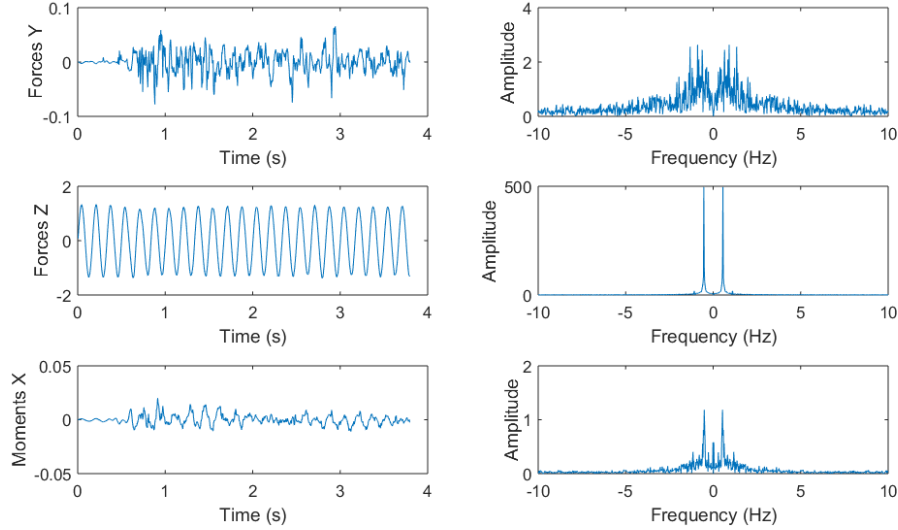 Forces Y
0.1
0
-0.1
0 1 2 3 4
Time (s)
Amplitude
4
2
0
-10 -5 0 5 10
Frequency (Hz)
Forces Z
2
0
-2
0 1 2 3 4
Time (s)
Amplitude
500
0
-10 -5 0 5 10
Frequency (Hz)
Moments X
0.05
0
-0.05
0 1 2 3 4
Time (s)
Amplitude
2
1
0
-10 -5 0 5 10
Frequency (Hz)